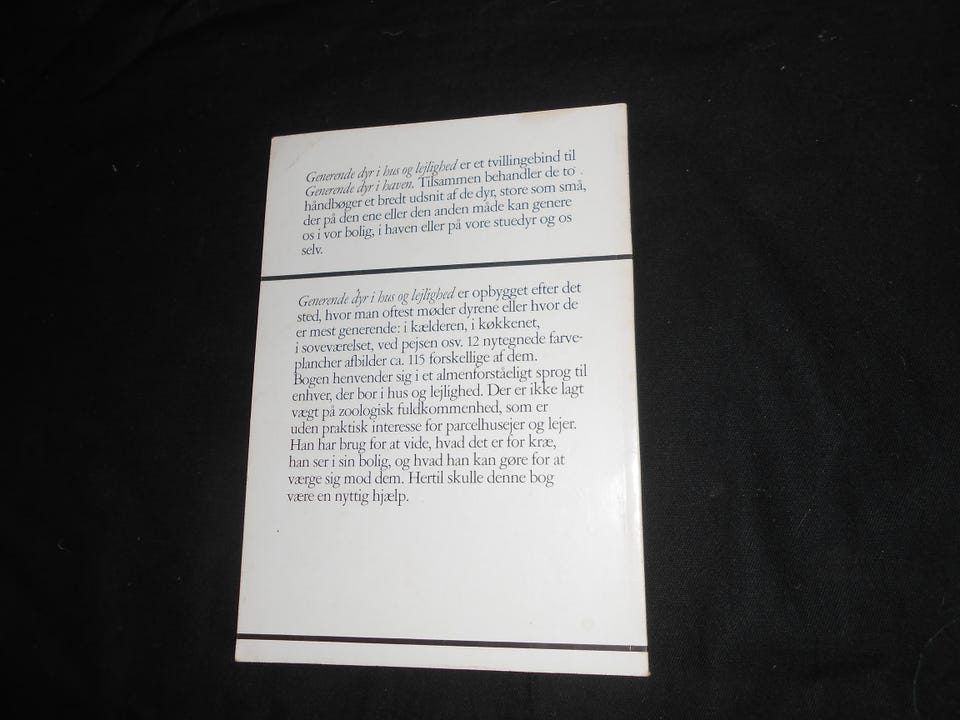 Generende dyr i hus og lejlighed er et tvillingebind til
Generende dyr i haven. Tilsammen behandler de to
håndbøger et bredt udsnit af de dyr, store som små,
der på den ene eller den anden måde kan genere
os i vor bolig, i haven eller på vore stuedyr og os
selv.
Generende dyr i hus og lejlighed er opbygget efter det
sted, hvor man oftest møder dyrene eller hvor de
er mest generende: i kælderen, i køkkenet,
i soveværelset, ved pejsen osv. 12 nytegnede farve-
plancher afbilder ca. 115 forskellige af dem.
Bogen henvender sig i et almenforståeligt sprog til
enhver, der bor i hus og lejlighed. Der er ikke lagt
vægt på zoologisk fuldkommenhed, som er
uden praktisk interesse for parcelhusejer og lejer.
Han har brug for at vide, hvad det er for kræ,
han ser i sin bolig, og hvad han kan gøre for at
værge sig mod dem. Hertil skulle denne bog
være en nyttig hjælp.